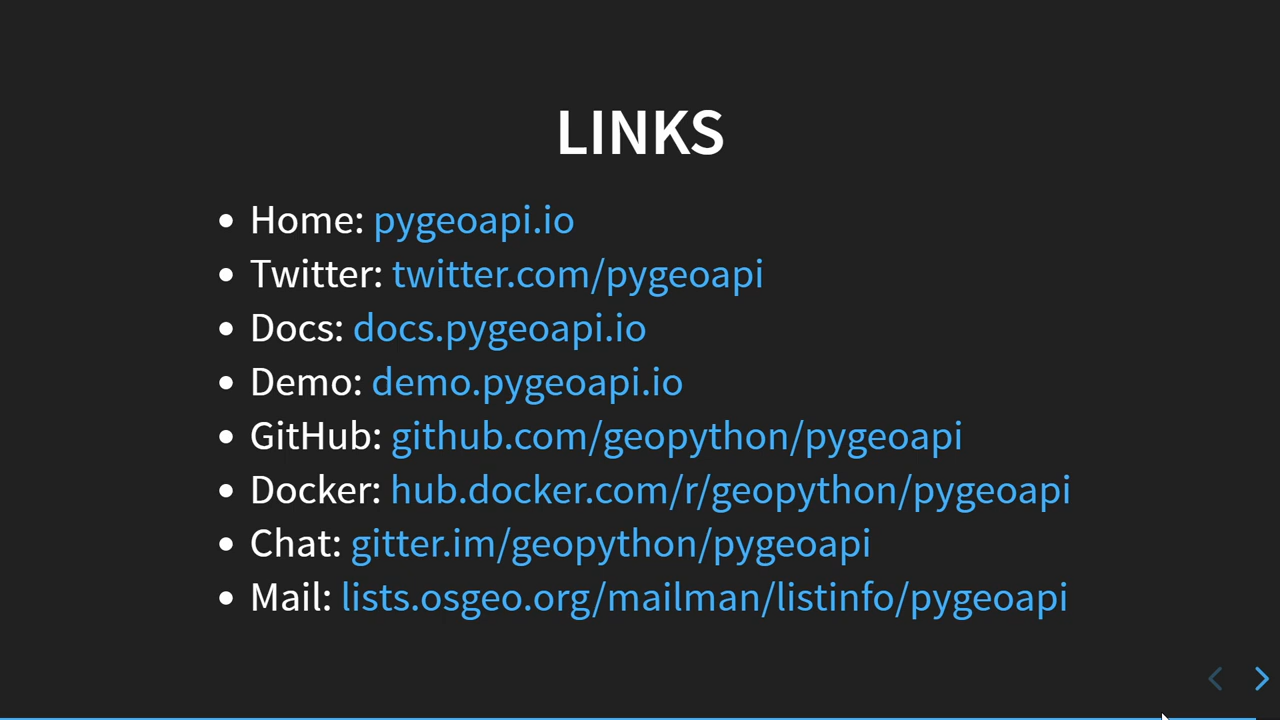 LINKS
Home: pygeoapi.io
Twitter: twitter.com/pygeoapi
Docs: docs.pygeoapi.io
Demo: demo.pygeoapi.io
GitHub: github.com/geopython/pygeoapi
Docker: hub.docker.com/r/geopython/pygeoapi
Chat: gitter.im/geopython/pygeoapi
Mail: lists.osgeo.org/mailman/listinfo/pygeoapi